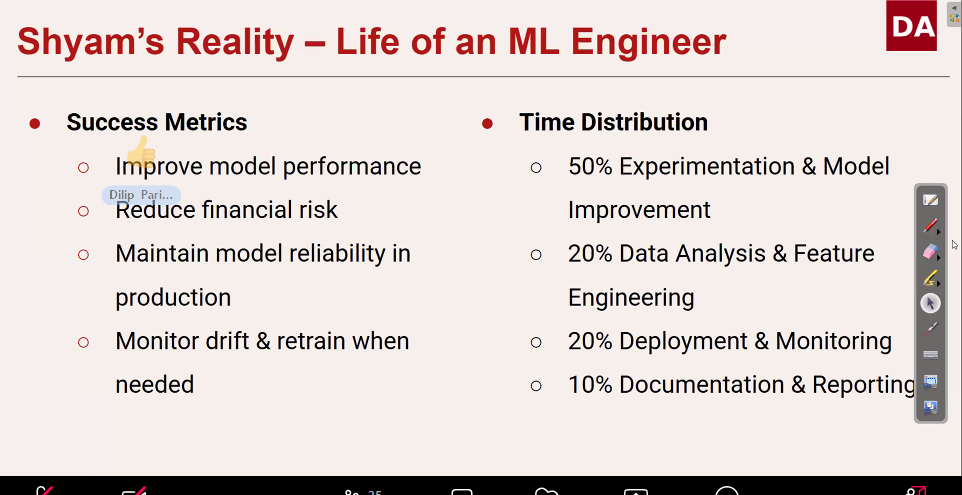 Shyam's Reality – Life of an ML Engineer
DA
Success Metrics
Improve model performance
Dilip Pari...
Reduce financial risk
Maintain model reliability in
production
Monitor drift & retrain when
needed
Time Distribution
50% Experimentation & Model
Improvement
20% Data Analysis & Feature
Engineering
20% Deployment & Monitoring
10% Documentation & Reporting